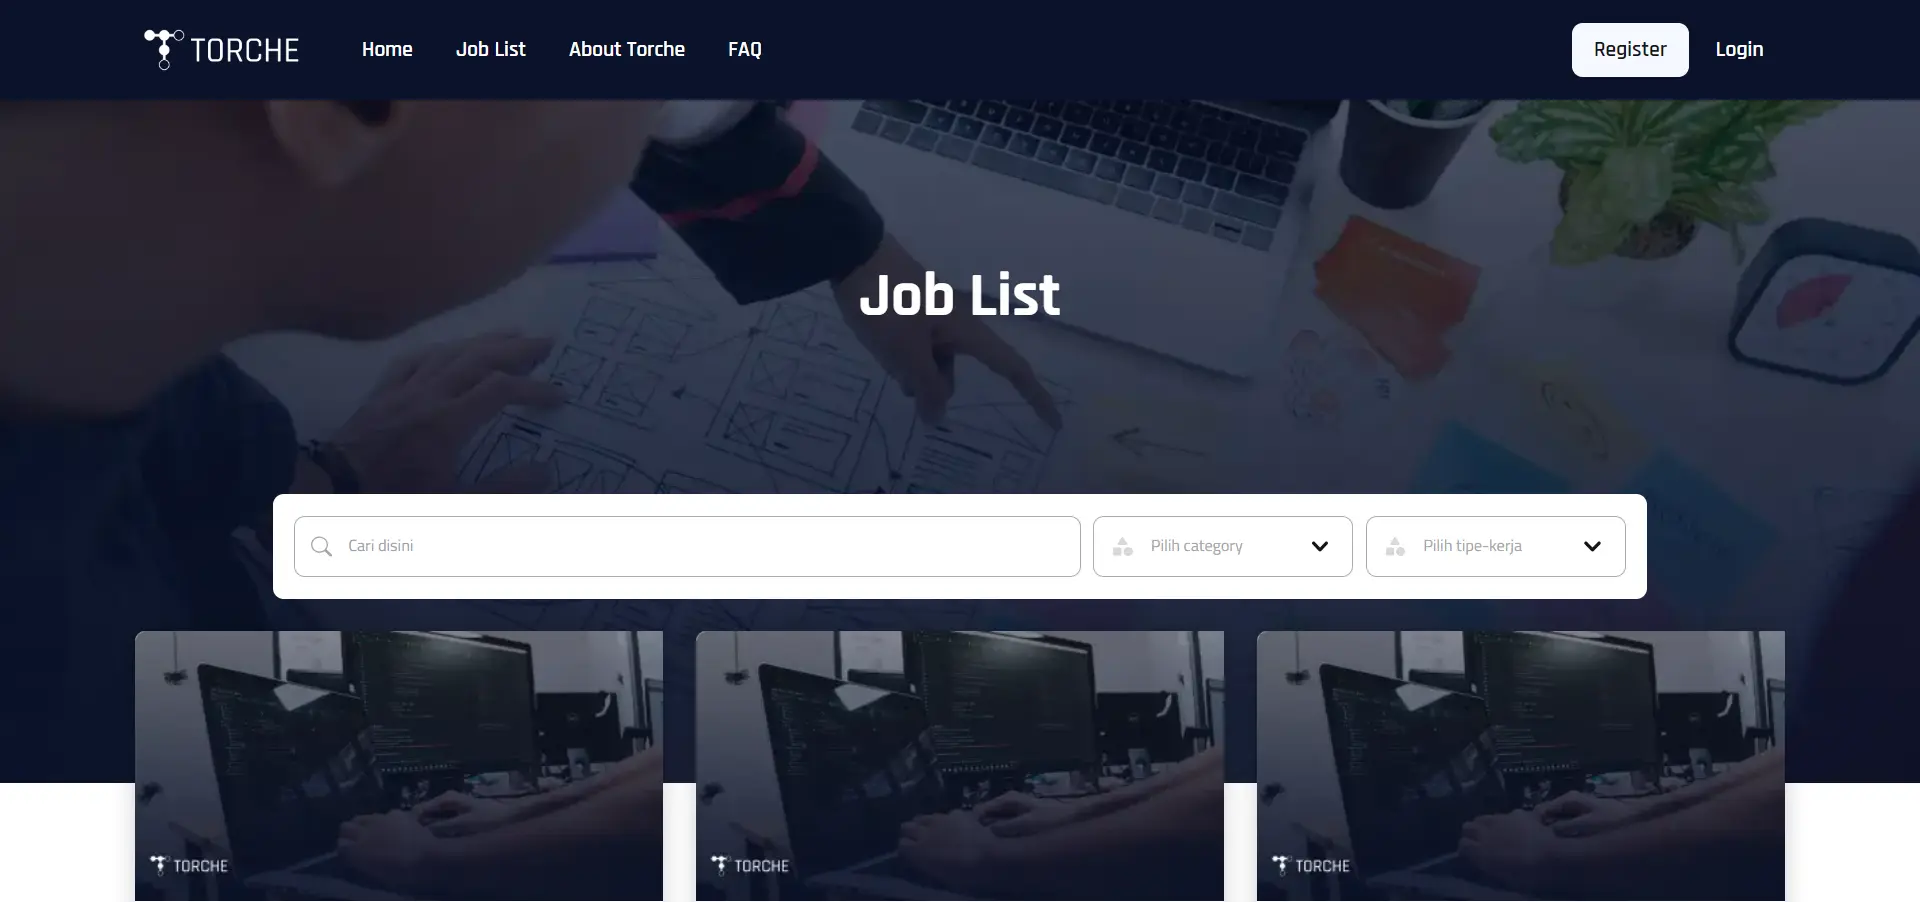 TORCHE
Home
Job List
About Torche
FAQ
Register
Login
Job List
Cari disini
Pilih category
Pilih tipe-kerja
TORCHE
TORCHE
TORCHE